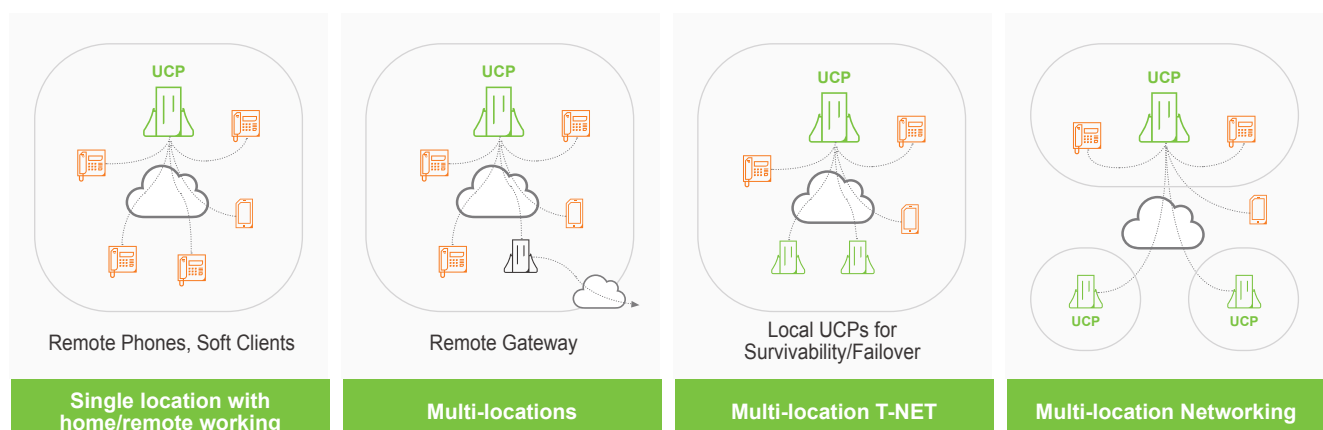 UCP
Remote Phones, Soft Clients
Single location with
home/remote working
UCP
Remote Gateway
Multi-locations
UCP
Local UCPs for
Survivability/Failover
Multi-location T-NET
UCP
UCP
UCP
Multi-location Networking